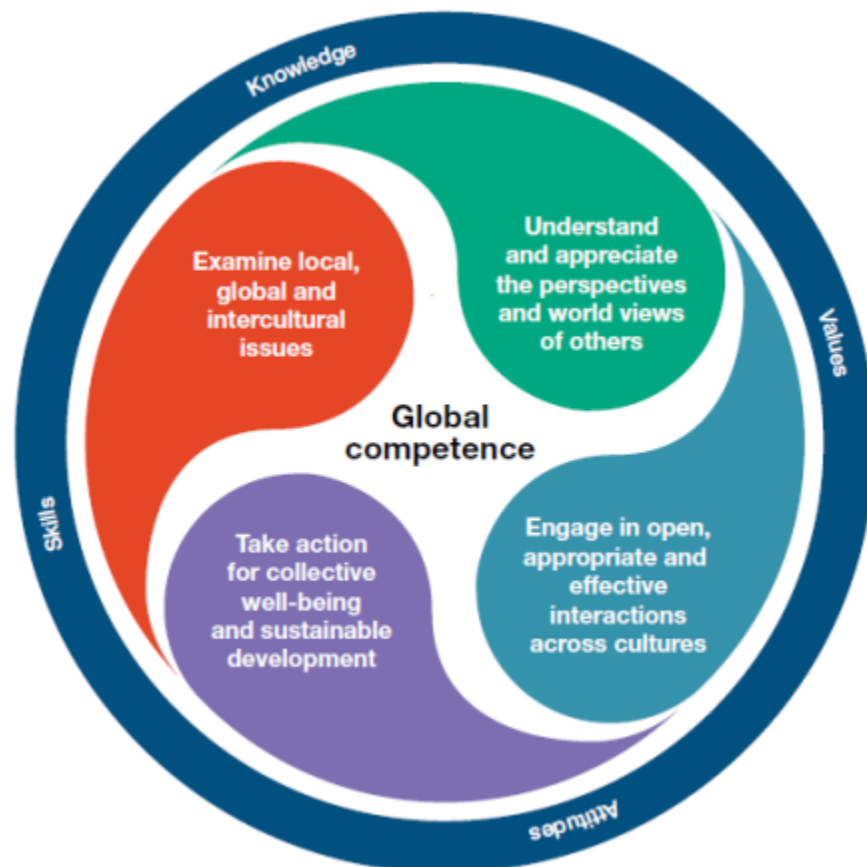 Knowledge
Understand
and appreciate
the perspectives
and world views
of others
Examine local,
global and
intercultural
issues
Values
Global
competence
Skills
Take action
for collective
well-being
and sustainable
development
Engage in open,
appropriate and
effective
interactions
across cultures
Attitudes